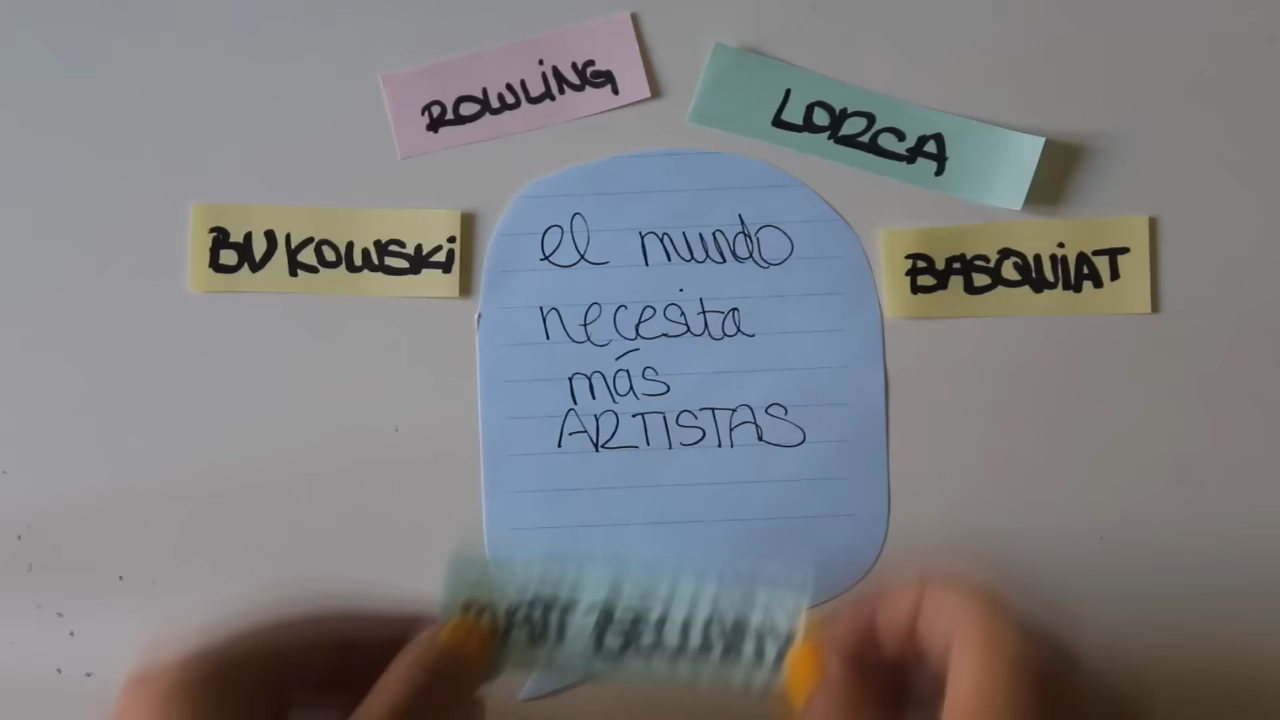 ROWLING
LORCA
BUKOWSKI
BASQUIAT
el mundo
necesita
más
ARTISTAS